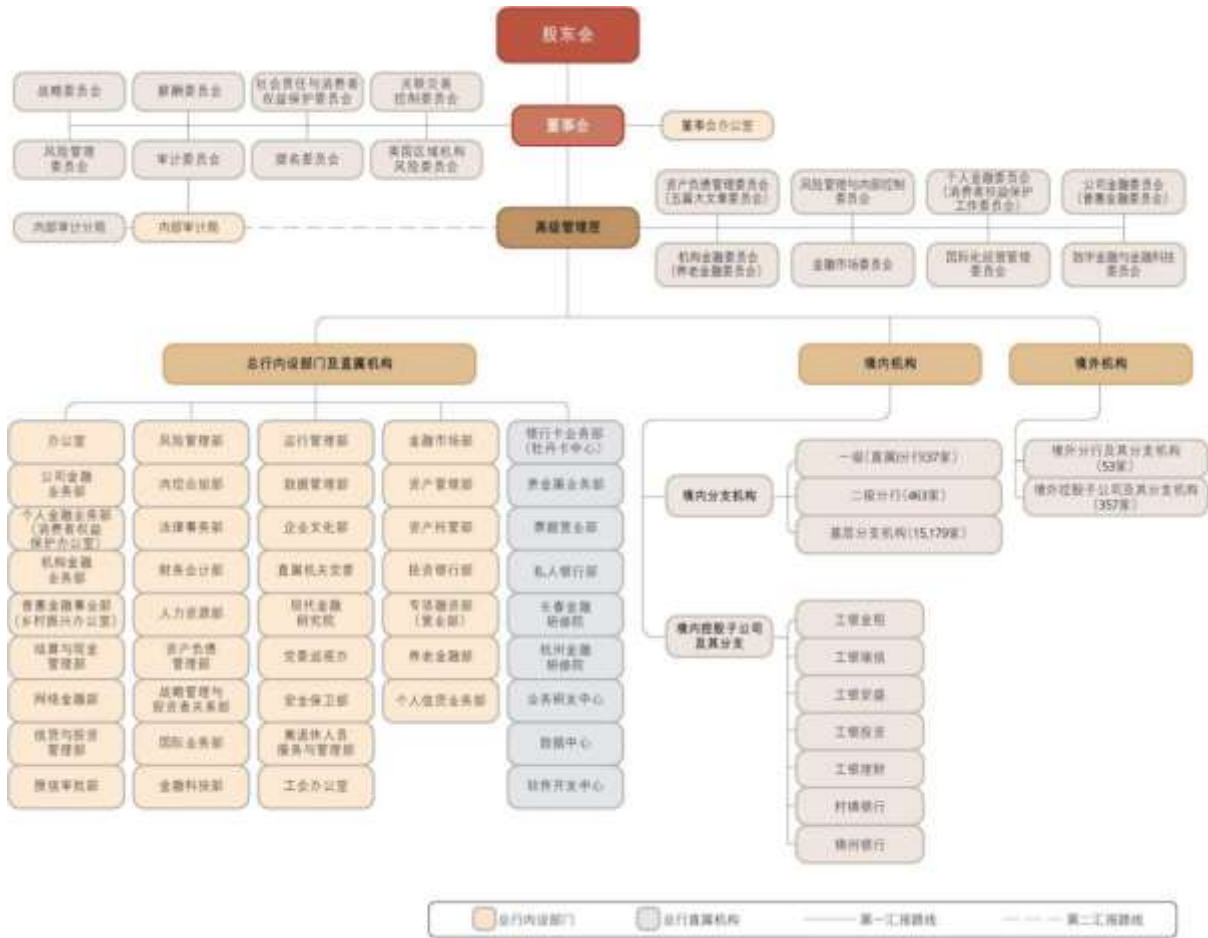 股东会
战略委员会
薪酬委员会
社会责任与消费者
权益保护委员会
关联交易
控制委员会
董事会
董事会办公室
风险管理
委员会
审计委员会
提名委员会
美国区域机构
风险委员会
资产负债管理委员会
(五篇大文章委员会)
风险管理与内部控制
委员会
个人金融委员会
(消费者权益保护
工作委员会)
公司金融委员会
(普惠金融委员会)
内部审计分局
内部审计局
高级管理层
机构金融委员会
(养老金融委员会)
金融市场委员会
国际化经营管理
委员会
数字金融与金融科技
委员会
总行内设部门及直属机构
境内机构
境外机构
办公室
公司金融
业务部
个人金融业务部
(消费者权益
保护办公室)
机构金融
业务部
普惠金融事业部
(乡村振兴办公室)
结算与现金
管理部
网络金融部
信贷与投资
管理部
授信审批部
风险管理部
内控合规部
法律事务部
财务会计部
人力资源部
资产负债
管理部
战略管理与
投资者关系部
国际业务部
金融科技部
运行管理部
数据管理部
企业文化部
直属机关党委
现代金融
研究院
党委巡视办
安全保卫部
离退休人员
服务与管理部
工会办公室
金融市场部
资产管理部
资产托管部
投资银行部
专项融资部
(营业部)
养老金融部
个人信贷业务部
银行卡业务部
(牡丹卡中心)
贵金属业务部
票据营业部
私人银行部
长春金融
研修院
杭州金融
研修院
业务研发中心
数据中心
软件开发中心
境内分支机构
一级(直属)分行(37家)
二级分行(463家)
基层分支机构(15,179家)
境内控股子公司
及其分支
工银金租
工银瑞信
工银安盛
工银投资
工银理财
村镇银行
锦州银行
境外分行及其分支机构
(53家)
境外控股子公司及其分支机构
(357家)
总行内设部门
总行直属机构
第一汇报路线
第二汇报路线